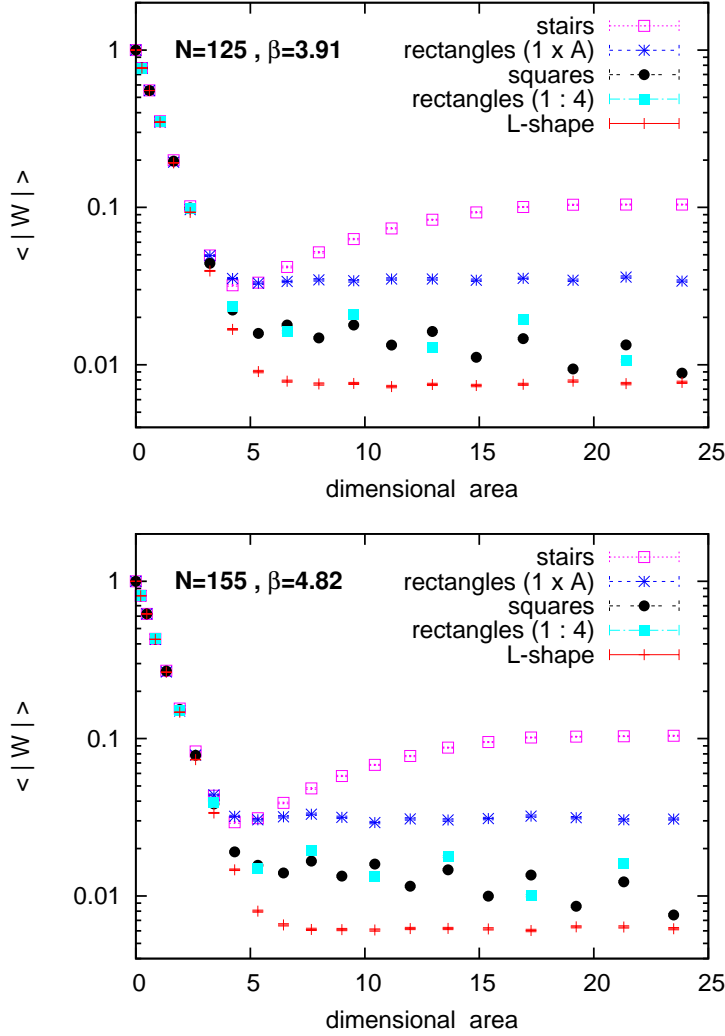 N=125 , β=3.91
stairs
rectangles (1 x A)
squares
rectangles (1 : 4)
L-shape
1
0.1
0.01
< | W | >
0 5 10 15 20 25
dimensional area
N=155 , β=4.82
stairs
rectangles (1 x A)
squares
rectangles (1 : 4)
L-shape
1
0.1
0.01
< | W | >
0 5 10 15 20 25
dimensional area